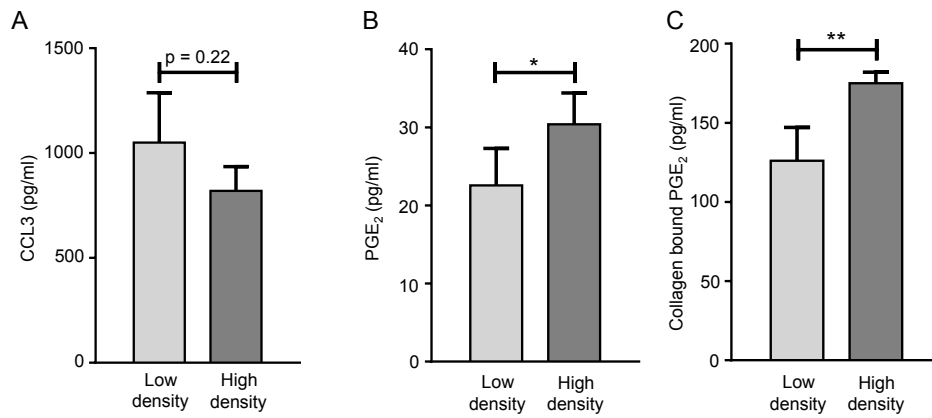 A
CCL3 (pg/ml)
1500
1000
500
0
p = 0.22
Low density
High density
B
PGE₂ (pg/ml)
40
30
20
10
0
*
Low density
High density
C
Collagen bound PGE₂ (pg/ml)
200
150
100
50
0
**
Low density
High density